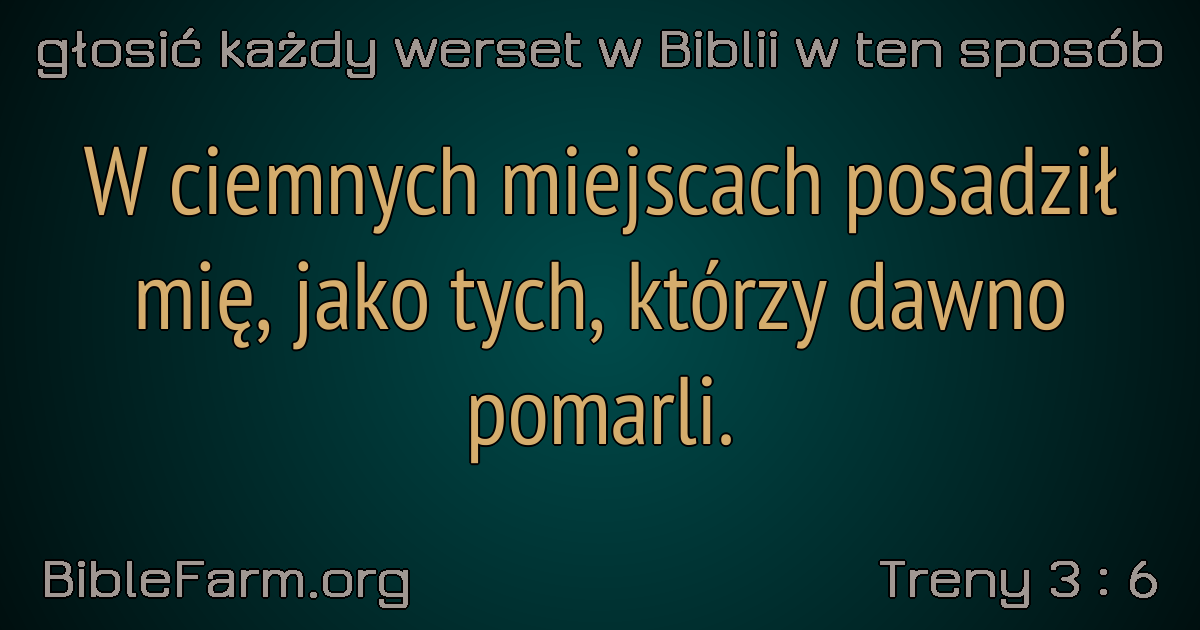 głosić każdy werset w Biblii w ten sposób
W ciemnych miejscach posadził
mię, jako tych, którzy dawno
pomarli.
BibleFarm.org
Treny 3 : 6